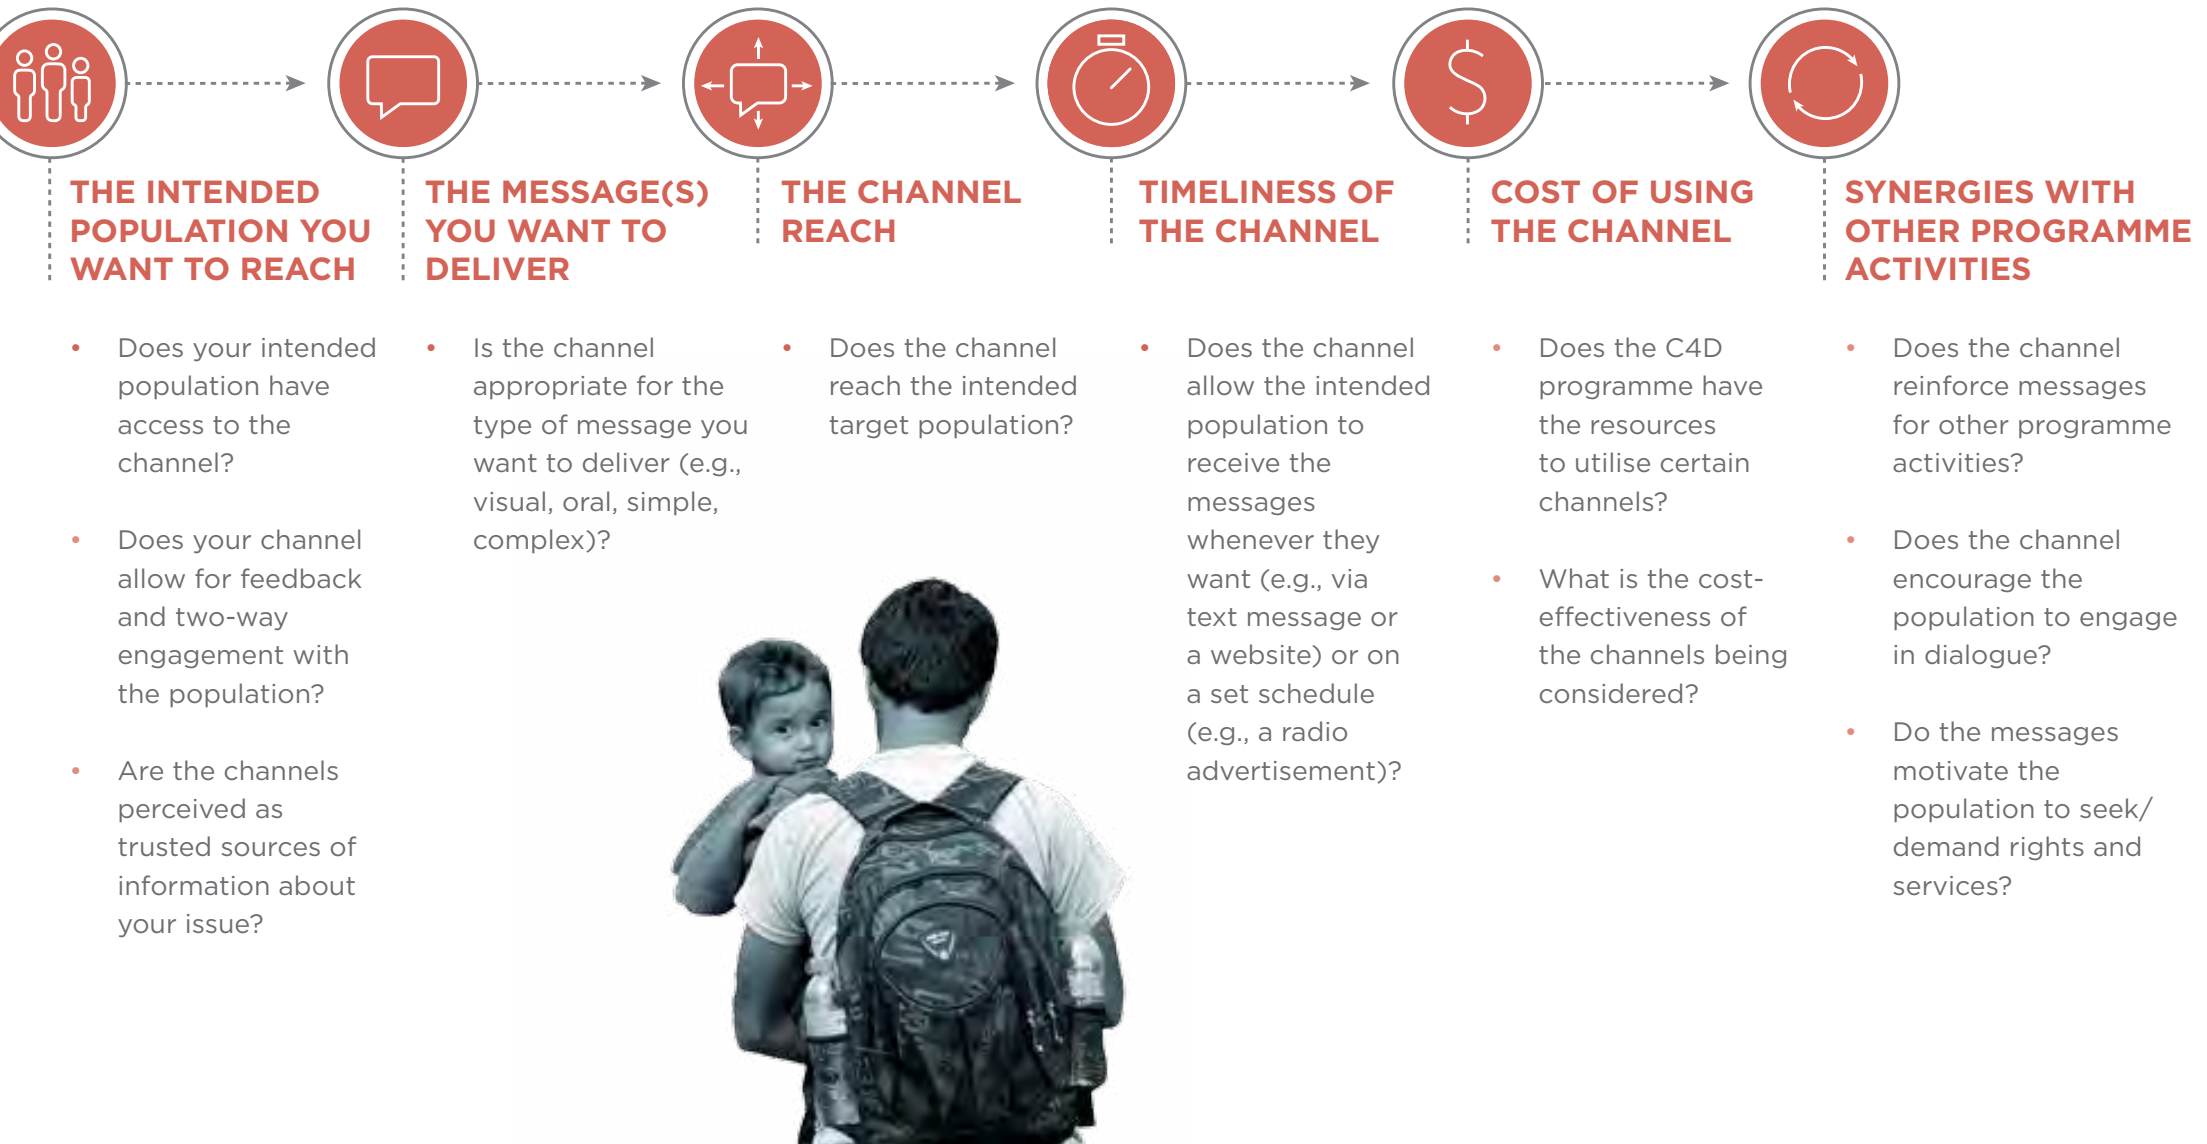 THE INTENDED
POPULATION YOU
WANT TO REACH
• Does your intended
population have
access to the
channel?
• Does your channel
allow for feedback
and two-way
engagement with
the population?
• Are the channels
perceived as
trusted sources of
information about
your issue?
THE MESSAGE(S)
YOU WANT TO
DELIVER
• Is the channel
appropriate for the
type of message you
want to deliver (e.g.,
visual, oral, simple,
complex)?
THE CHANNEL
REACH
• Does the channel
reach the intended
target population?
TIMELINESS OF
THE CHANNEL
• Does the channel
allow the intended
population to
receive the
messages
whenever they
want (e.g., via
text message or
a website) or on
a set schedule
(e.g., a radio
advertisement)?
$
COST OF USING
THE CHANNEL
• Does the C4D
programme have
the resources
to utilise certain
channels?
• What is the cost-
effectiveness of
the channels being
considered?
SYNERGIES WITH
OTHER PROGRAMME
ACTIVITIES
• Does the channel
reinforce messages
for other programme
activities?
• Does the channel
encourage the
population to engage
in dialogue?
• Do the messages
motivate the
population to seek/
demand rights and
services?